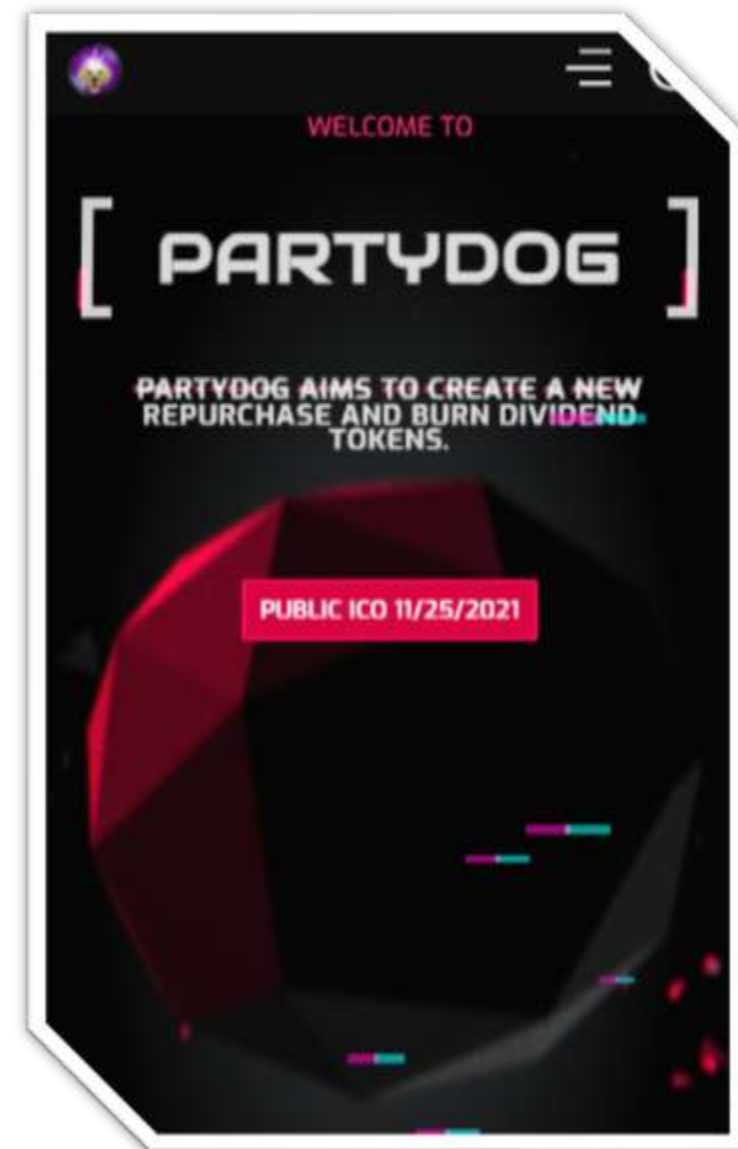 WELCOME TO
[ PARTYDOG ]
PARTYDOG AIMS TO CREATE A NEW
REPURCHASE AND BURN DIVIDEND
TOKENS.
PUBLIC ICO 11/25/2021